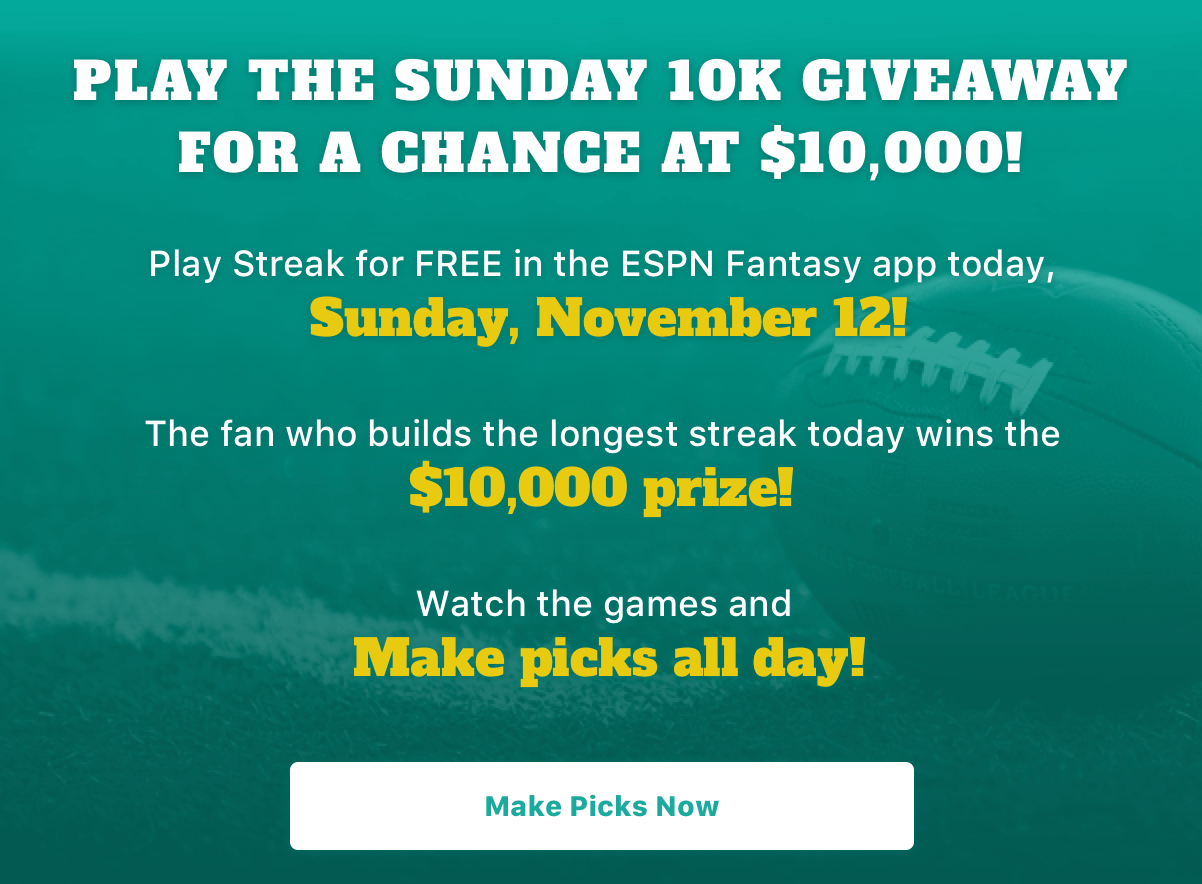 PLAY THE SUNDAY 10K GIVEAWAY
FOR A CHANCE AT $10,000!
Play Streak for FREE in the ESPN Fantasy app today,
Sunday, November 12!
The fan who builds the longest streak today wins the
$10,000 prize!
Watch the games and
Make picks all day!
Make Picks Now